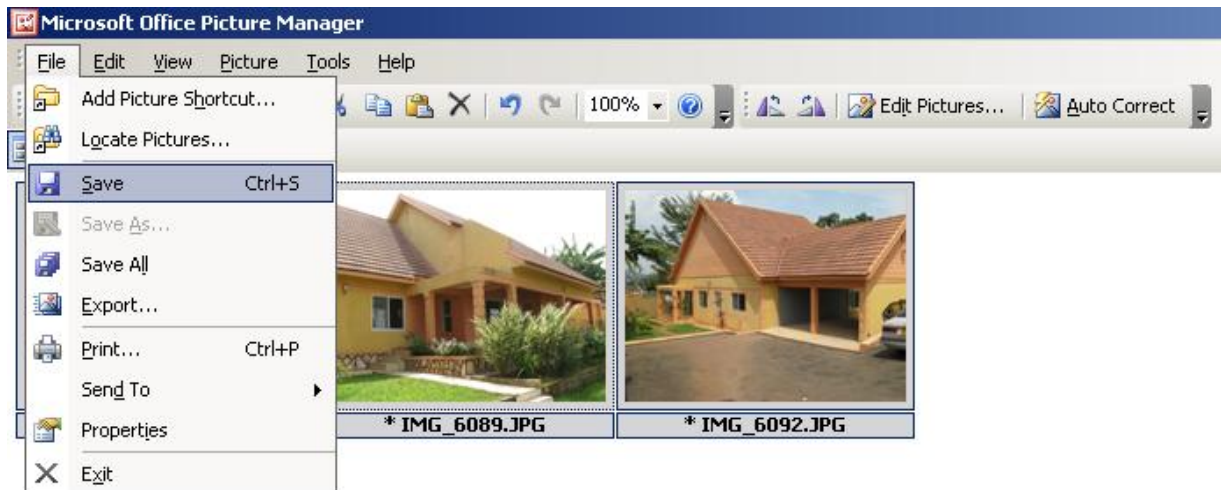 Microsoft Office Picture Manager
File Edit View Picture Tools Help
Add Picture Shortcut...
100%
Edit Pictures...
Auto Correct
Locate Pictures...
Save Ctrl+S
Save As...
Save All
Export...
Print... Ctrl+P
Send To
Properties
* IMG_6089.JPG
* IMG_6092.JPG
Exit